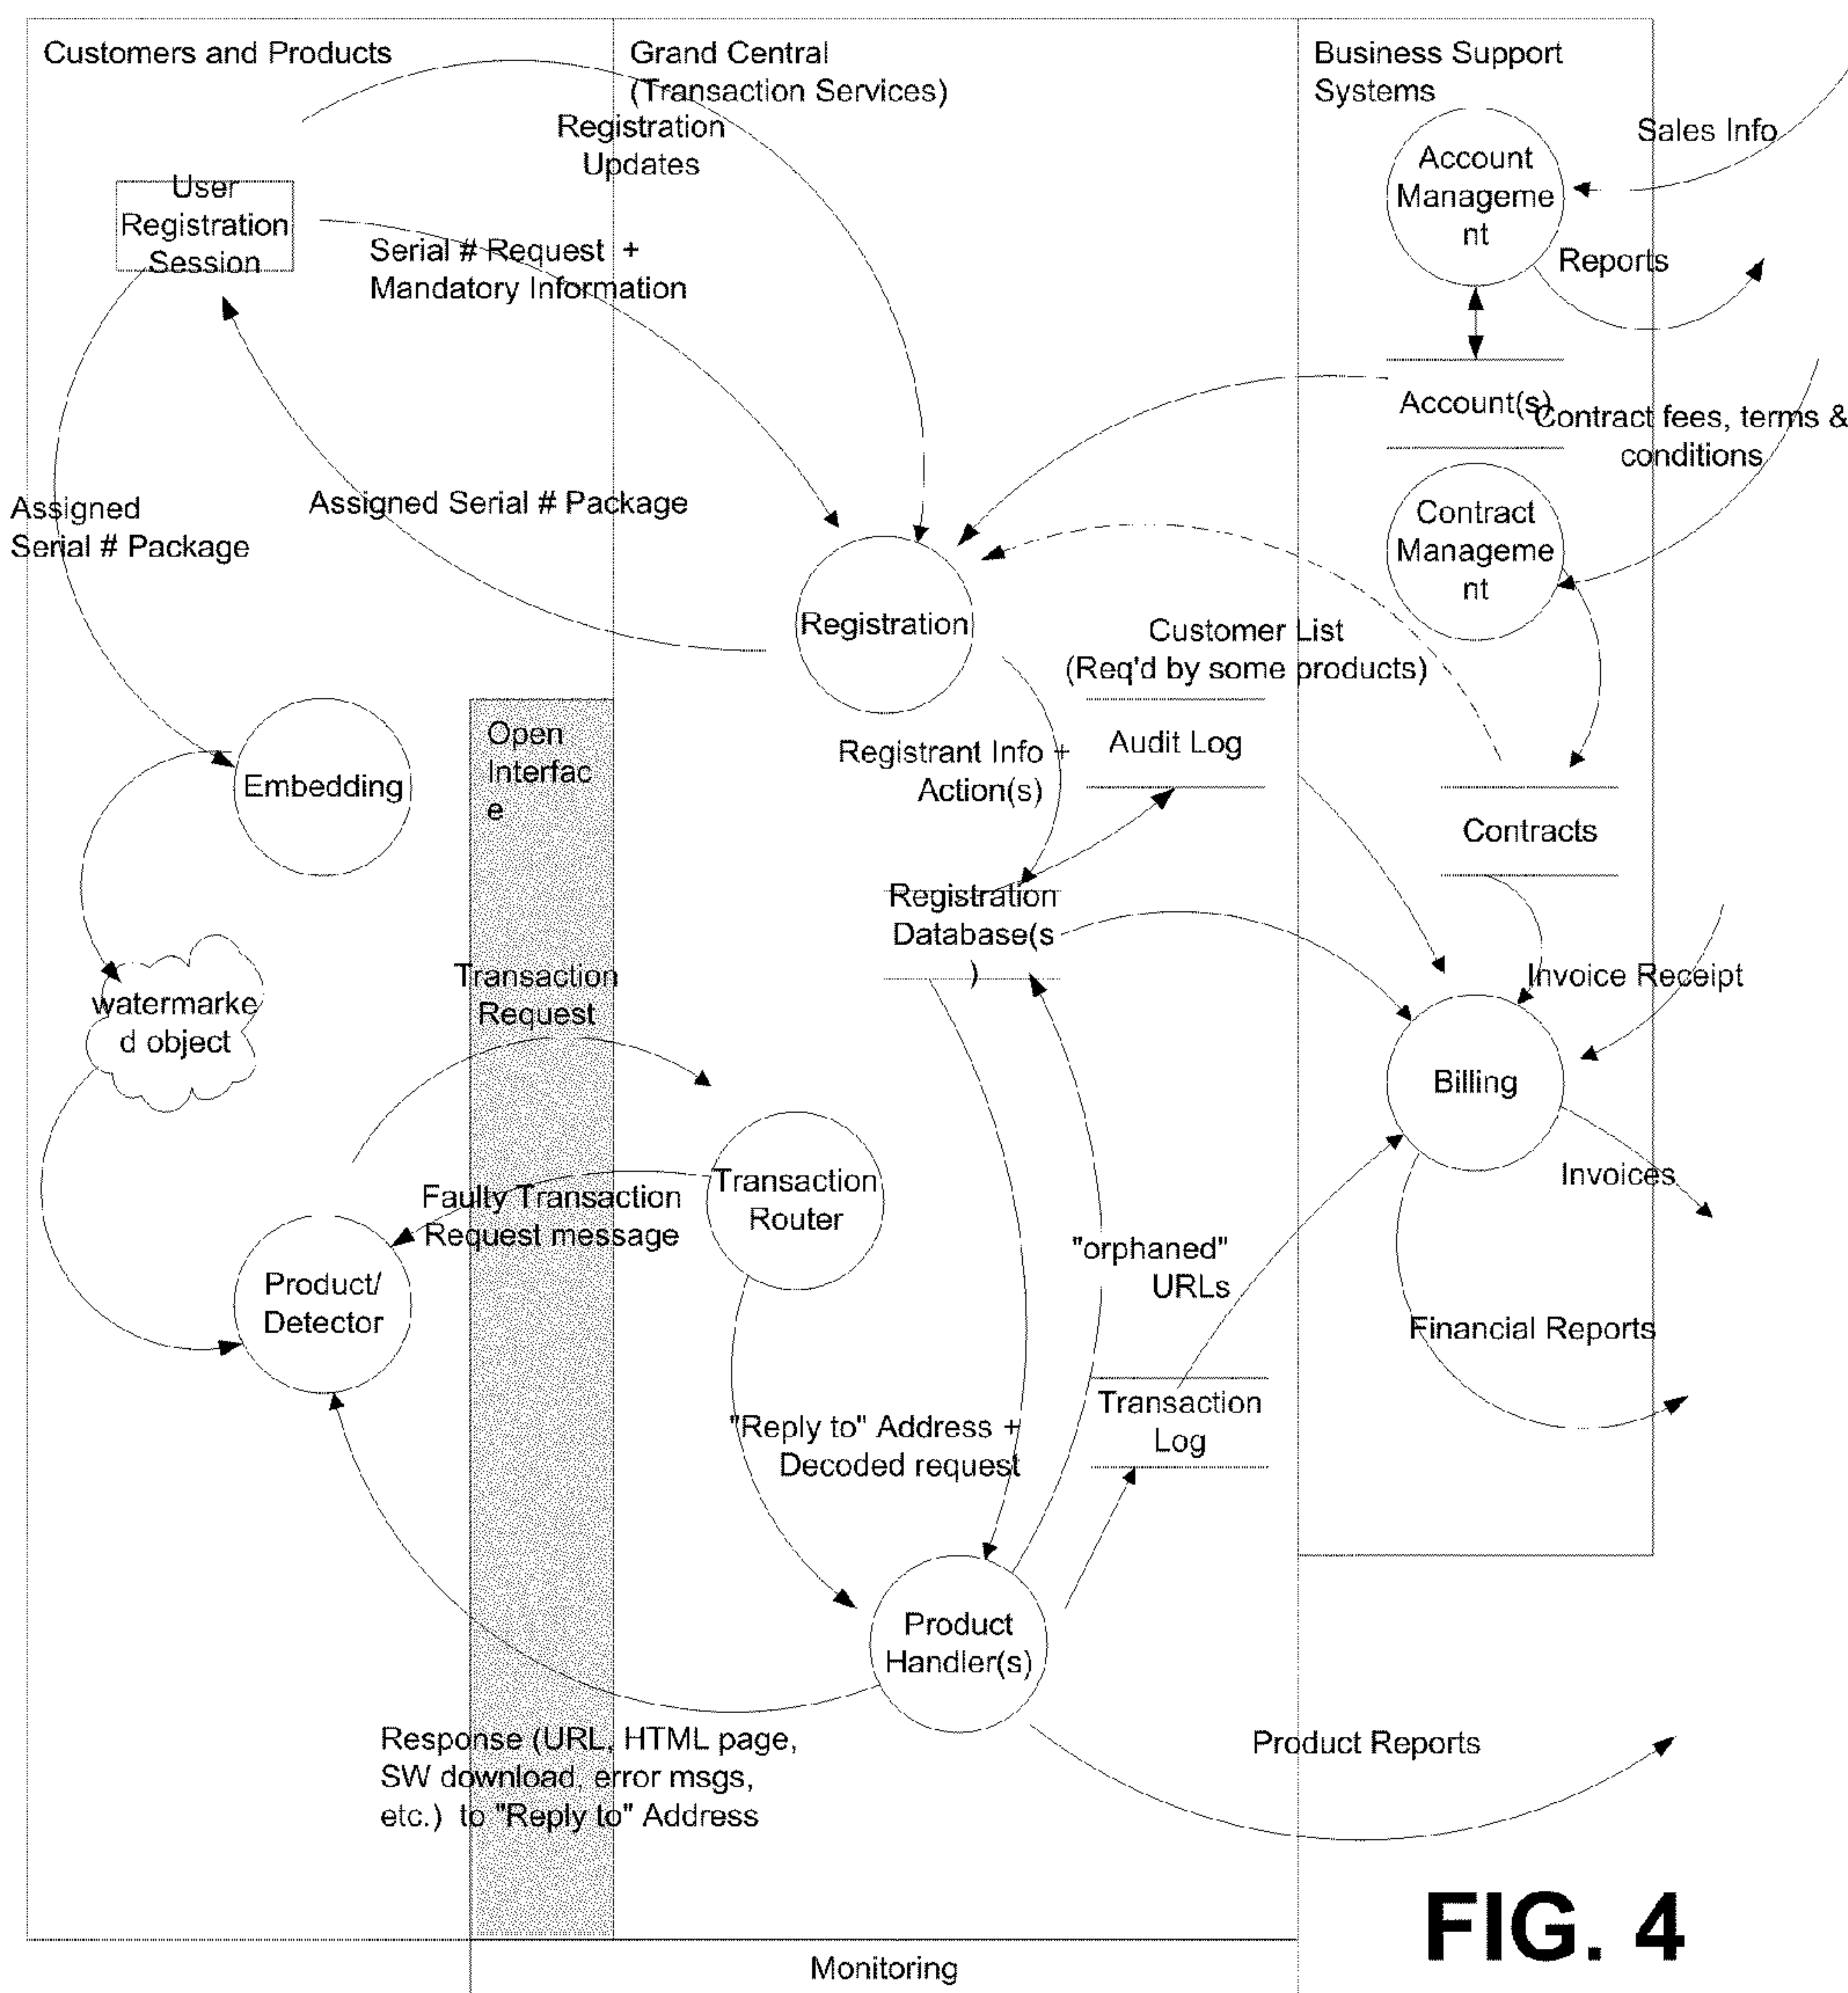 Customers and Products
Grand Central
(Transaction Services)
Business Support
Systems
Registration
Updates
Account
Manageme
nt
Sales Info
User
Registration
Session
Serial # Request +
Mandatory Information
Reports
Account(s)
Contract fees, terms &
conditions
Assigned
Serial # Package
Assigned Serial # Package
Contract
Manageme
nt
Registration
Customer List
(Req'd by some products)
Open
Interfac
e
Embedding
Registrant Info +
Action(s)
Audit Log
Contracts
Registration
Database(s
)
watermarke
d object
Transaction
Request
Invoice Receipt
Billing
Faulty Transaction
Request message
Transaction
Router
Invoices
"orphaned"
URLs
Product/
Detector
Financial Reports
"Reply to" Address +
Decoded request
Transaction
Log
Product
Handler(s)
Response (URL, HTML page,
SW download, error msgs,
etc.) to "Reply to" Address
Product Reports
FIG. 4
Monitoring